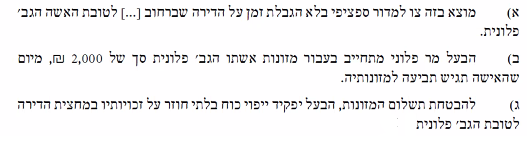 א) מוצא בזה צו למדור ספציפי בלא הגבלת זמן על הדירה שברחוב [...] לטובת האשה הגב׳
פלונית.
ב) הבעל מר פלוני מתחייב בעבור מזונות אשתו הגב׳ פלונית סך של 2,000 ₪, מיום
שהאישה תגיש תביעה למזונותיה.
ג) להבטחת תשלום המזונות, הבעל יפקיד ייפוי כוח בלתי חוזר על זכויותיו במחצית הדירה
לטובת הגב׳ פלונית